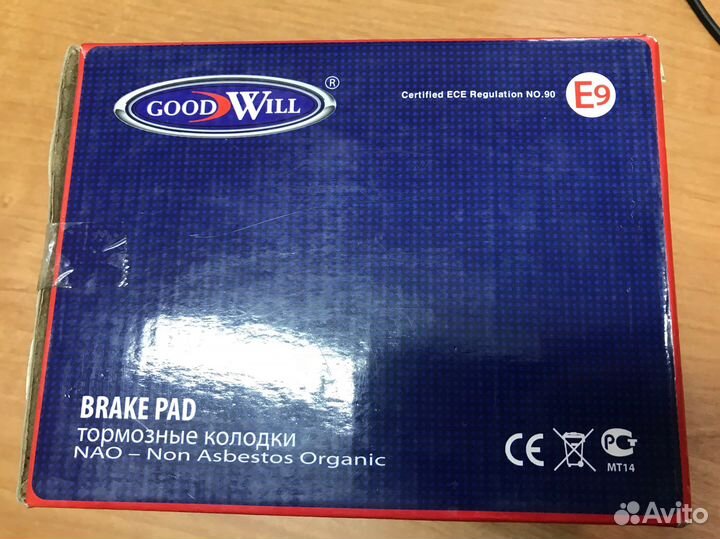 GOOD WILL ®
Certified ECE Regulation NO.90 E9
BRAKE PAD
тормозные колодки
NAO – Non Asbestos Organic
CE PCT
MT14
Avito